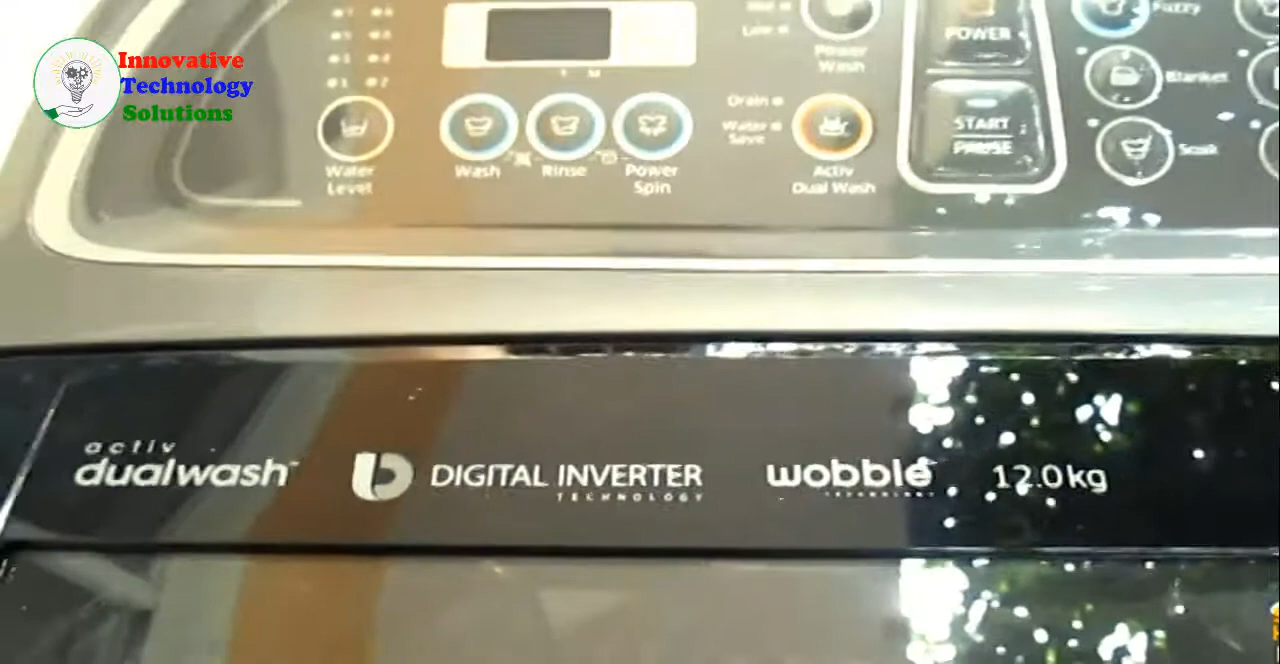 Innovative
Technology
Solutions
POWER
Fuzzy
Power
Wash
Blanket
Drain
START
PAUSE
Water
Save
Soak
Water
Level
Wash
Rinse
Power
Spin
Activ
Dual Wash
activ
dualwash
DIGITAL INVERTER
TECHNOLOGY
wobble
TECHNOLOGY
12.0kg